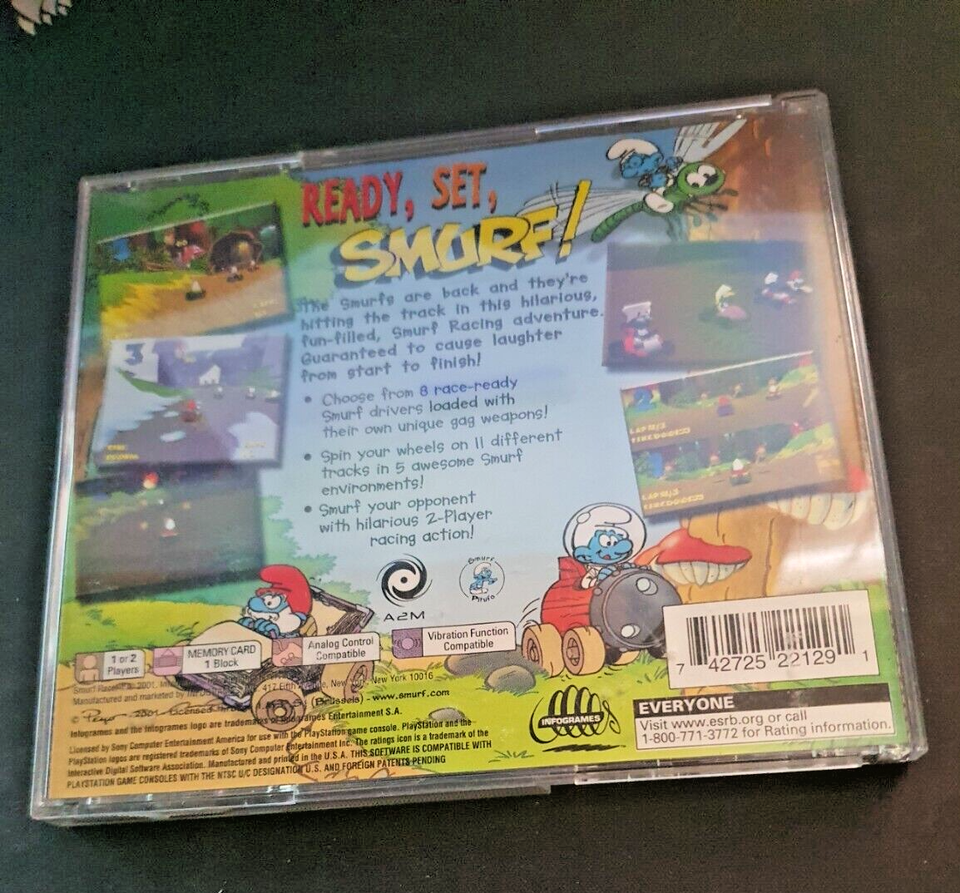 READY, SET,
SMURF!
The Smurfs are back and they're
hitting the track in this hilarious,
fun-filled, Smurf Racing adventure.
Guaranteed to cause laughter
from start to finish!
• Choose from 8 race-ready
Smurf drivers loaded with
their own unique gag weapons!
• Spin your wheels on 11 different
tracks in 5 awesome Smurf
environments!
• Smurf your opponent
with hilarious 2-Player
racing action!
3
A2M
Smurf
1 or 2
Players
MEMORY CARD
1 Block
Analog Control
Compatible
Vibration Function
Compatible
7 42725 22129 1
2001.
New York, New York 10016
Manufactured and marketed by
(Brussels) - www.smurf.com
© Peyo
Infogrames and the Infogrames logo are trademarks of Infogrames Entertainment S.A.
Licensed by Sony Computer Entertainment America for use with the PlayStation game console. PlayStation and the
PlayStation logos are registered trademarks of Sony Computer Entertainment Inc. The ratings icon is a trademark of the
Interactive Digital Software Association. Manufactured and printed in the U.S.A. THIS SOFTWARE IS COMPATIBLE WITH
PLAYSTATION GAME CONSOLES WITH THE NTSC U/C DESIGNATION. U.S. AND FOREIGN PATENTS PENDING
INFOGRAMES
EVERYONE
Visit www.esrb.org or call
1-800-771-3772 for Rating information.